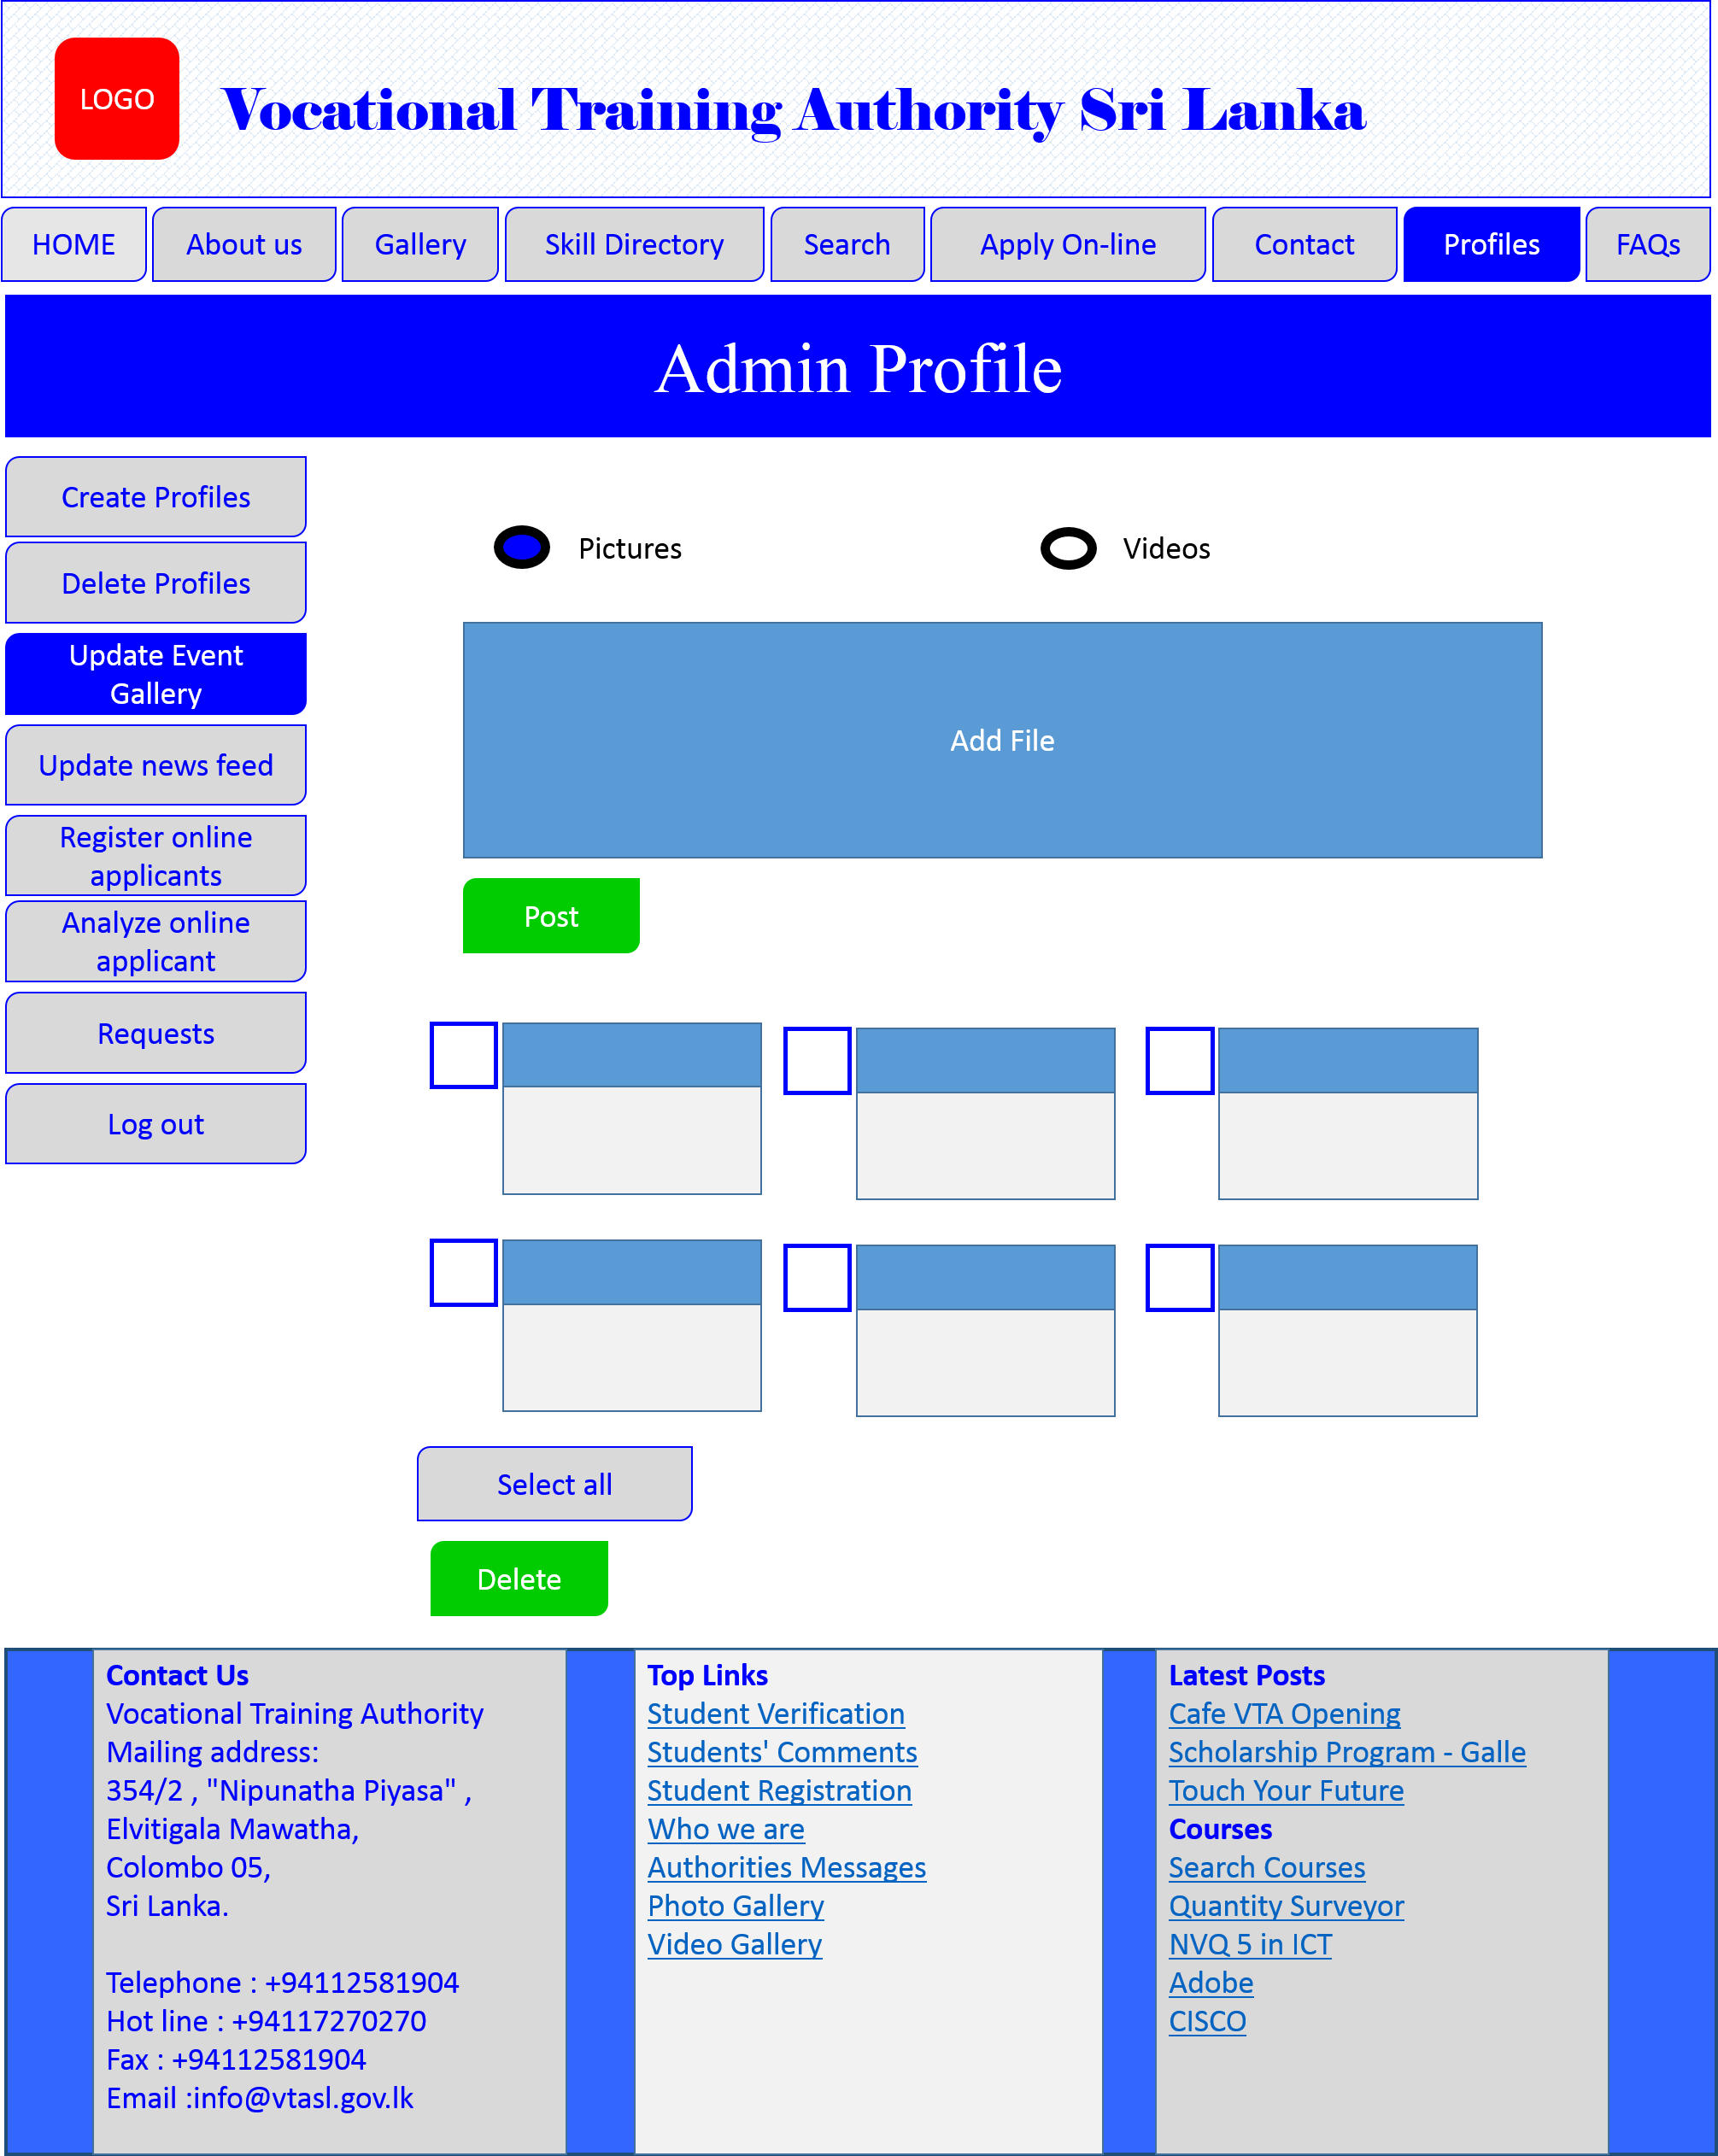 LOGO
Vocational Training Authority Sri Lanka
HOME
About us
Gallery
Skill Directory
Search
Apply On-line
Contact
Profiles
FAQs
Admin Profile
Create Profiles
Delete Profiles
Update Event
Gallery
Update news feed
Register online
applicants
Analyze online
applicant
Requests
Log out
Pictures
Videos
Add File
Post
Select all
Delete
Contact Us
Vocational Training Authority
Mailing address:
354/2 , "Nipunatha Piyasa" ,
Elvitigala Mawatha,
Colombo 05,
Sri Lanka.
Telephone : +94112581904
Hot line : +94117270270
Fax : +94112581904
Email :info@vtasl.gov.lk
Top Links
Student Verification
Students' Comments
Student Registration
Who we are
Authorities Messages
Photo Gallery
Video Gallery
Latest Posts
Cafe VTA Opening
Scholarship Program - Galle
Touch Your Future
Courses
Search Courses
Quantity Surveyor
NVQ 5 in ICT
Adobe
CISCO